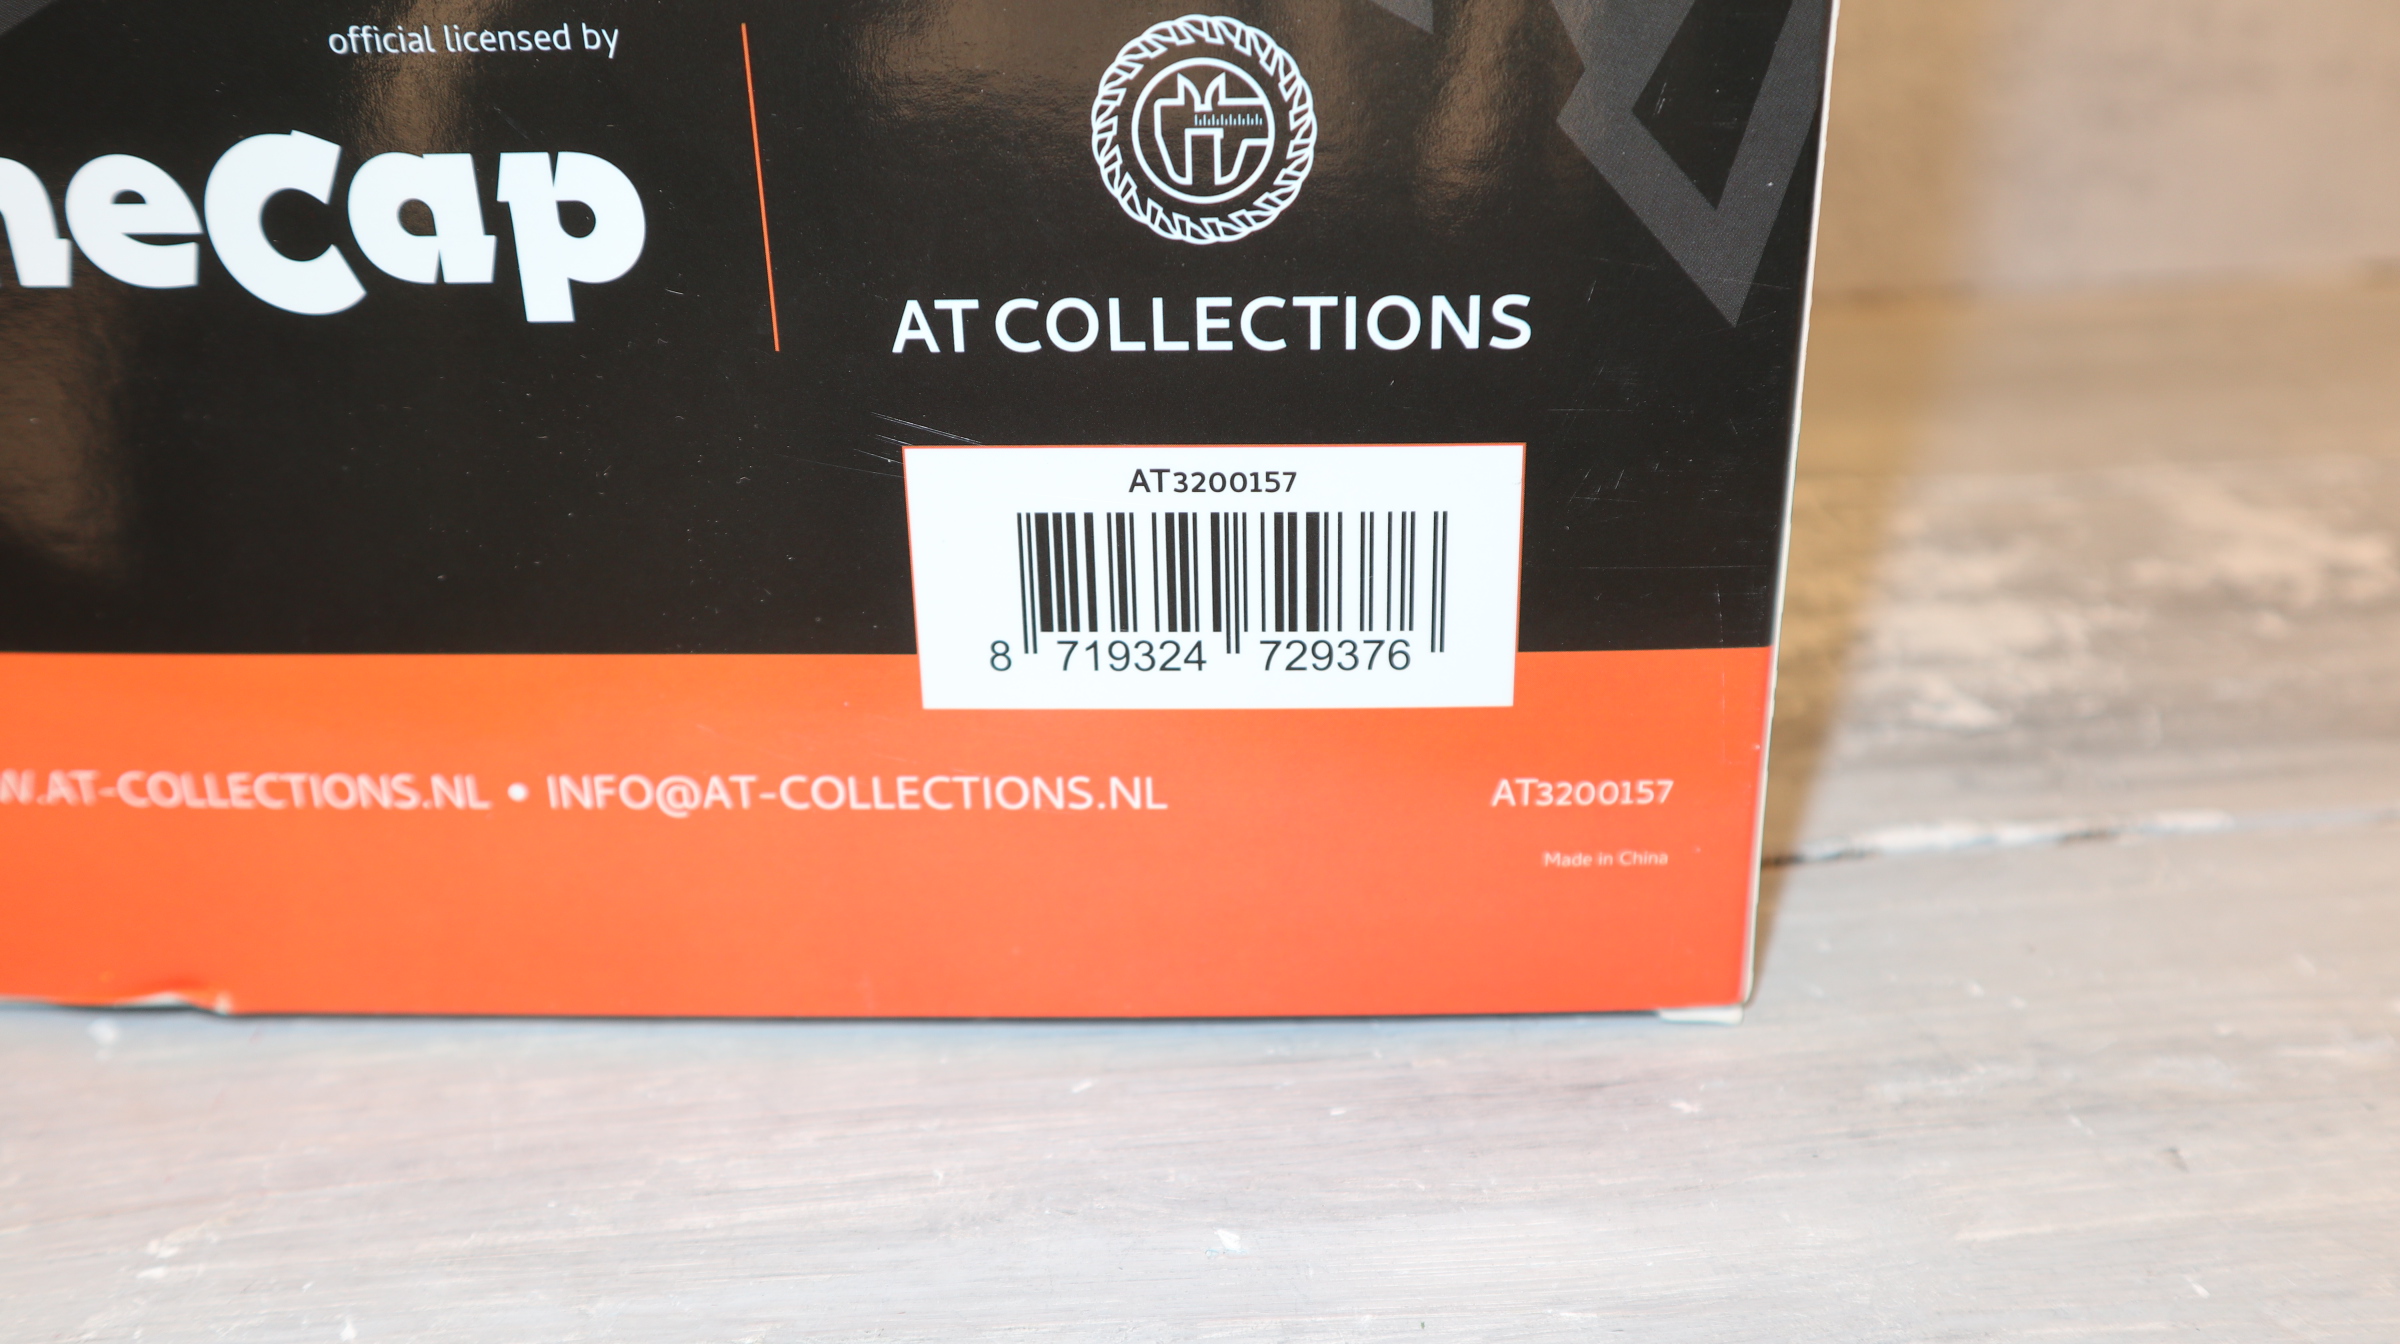 official licensed by
neCap
AT COLLECTIONS
AT3200157
8 719324 729376
W.AT-COLLECTIONS.NL • INFO@AT-COLLECTIONS.NL
AT3200157
Made in China